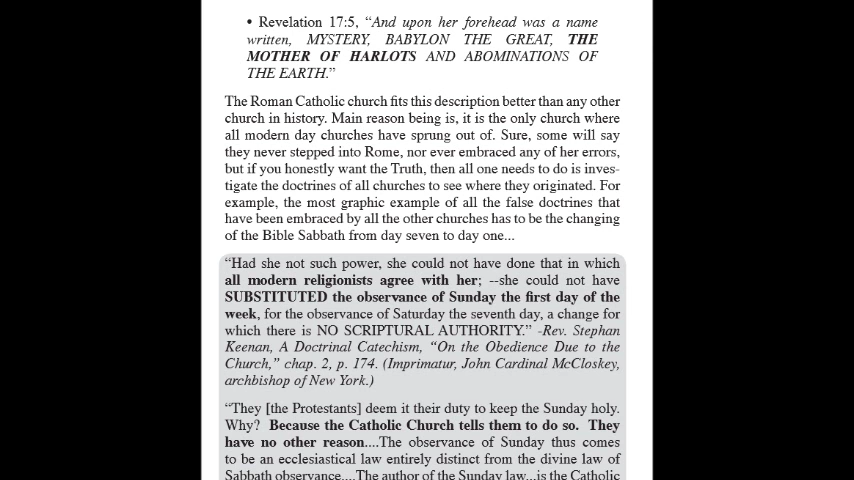 • Revelation 17:5, “And upon her forehead was a name
written, MYSTERY, BABYLON THE GREAT, THE
MOTHER OF HARLOTS AND ABOMINATIONS OF
THE EARTH.”
The Roman Catholic church fits this description better than any other
church in history. Main reason being is, it is the only church where
all modern day churches have sprung out of. Sure, some will say
they never stepped into Rome, nor ever embraced any of her errors,
but if you honestly want the Truth, then all one needs to do is inves-
tigate the doctrines of all churches to see where they originated. For
example, the most graphic example of all the false doctrines that
have been embraced by all the other churches has to be the changing
of the Bible Sabbath from day seven to day one...
“Had she not such power, she could not have done that in which
all modern religionists agree with her; --she could not have
SUBSTITUTED the observance of Sunday the first day of the
week, for the observance of Saturday the seventh day, a change for
which there is NO SCRIPTURAL AUTHORITY.” -Rev. Stephan
Keenan, A Doctrinal Catechism, “On the Obedience Due to the
Church,” chap. 2, p. 174. (Imprimatur, John Cardinal McCloskey,
archbishop of New York.)
“They [the Protestants] deem it their duty to keep the Sunday holy.
Why? Because the Catholic Church tells them to do so. They
have no other reason....The observance of Sunday thus comes
to be an ecclesiastical law entirely distinct from the divine law of
Sabbath observance....The author of the Sunday law...is the Catholic